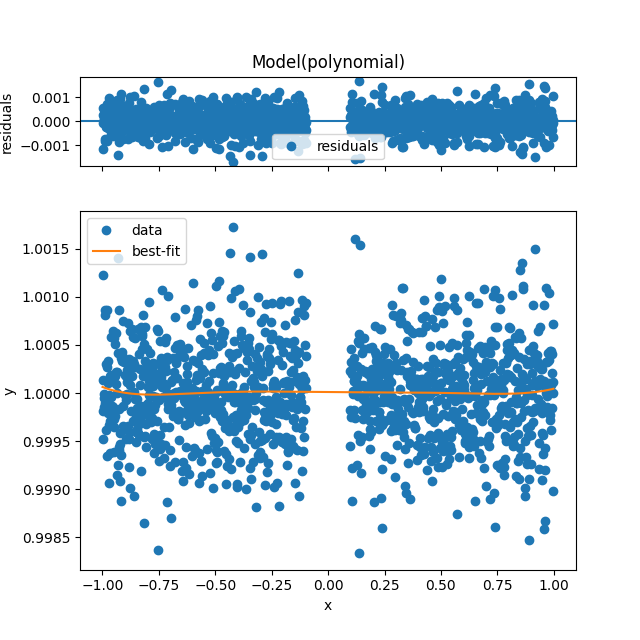 Model(polynomial)
residuals
0.001
0.000
−0.001
residuals
data
best-fit
y
1.0015
1.0010
1.0005
1.0000
0.9995
0.9990
0.9985
−1.00 −0.75 −0.50 −0.25 0.00 0.25 0.50 0.75 1.00
x